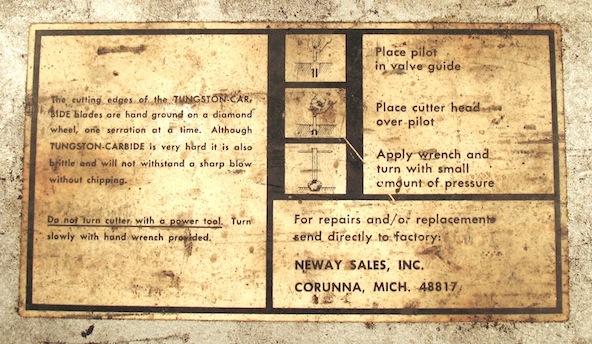 The cutting edges of the TUNGSTON-CAR-
BIDE blades are hand ground on a diamond
wheel, one serration at a time. Although
TUNGSTON-CARBIDE is very hard it is also
brittle and will not withstand a sharp blow
without chipping.
Do not turn cutter with a power tool. Turn
slowly with hand wrench provided.
Place pilot
in valve guide
Place cutter head
over pilot
Apply wrench and
turn with small
amount of pressure
For repairs and/or replacement
send directly to factory:
NEWAY SALES, INC.
CORUNNA, MICH. 48817